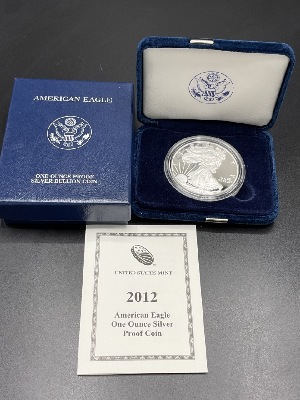 AMERICAN EAGLE
ONE OUNCE PROOF
SILVER BULLION COIN
UNITED STATES MINT
2012
American Eagle
One Ounce Silver
Proof Coin